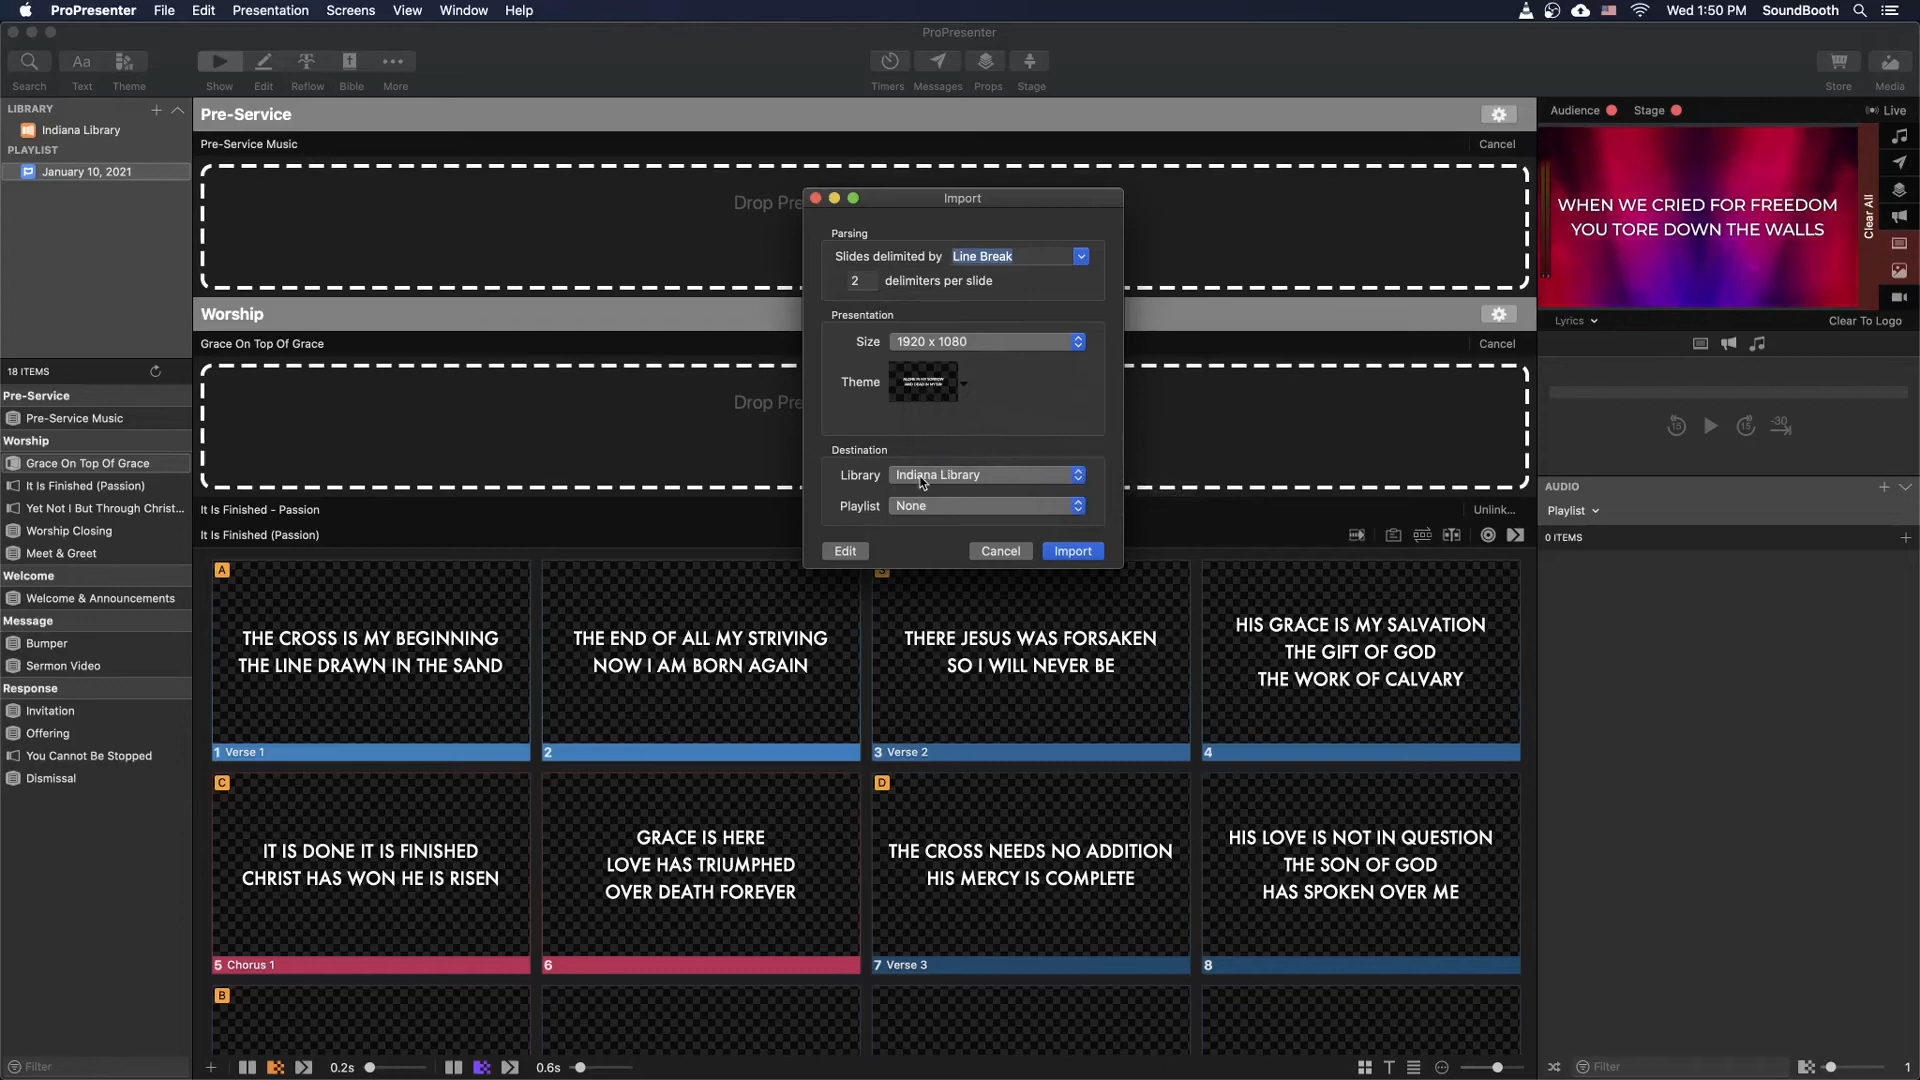 ProPresenter File Edit Presentation Screens View Window Help
Wed 1:50 PM SoundBooth
ProPresenter
Aa
Search Text Theme Show Edit Reflow Bible More
Timers Messages Props Stage
Store Media
LIBRARY
Indiana Library
PLAYLIST
January 10, 2021
18 ITEMS
Pre-Service
Pre-Service Music
Worship
Grace On Top Of Grace
It Is Finished (Passion)
Yet Not I But Through Christ...
Worship Closing
Meet & Greet
Welcome
Welcome & Announcements
Message
Bumper
Sermon Video
Response
Invitation
Offering
You Cannot Be Stopped
Dismissal
Filter
Pre-Service
Pre-Service Music Cancel
Drop Pre
Worship
Grace On Top Of Grace Cancel
Drop Pre
It Is Finished - Passion Unlink...
It Is Finished (Passion)
Import
Parsing
Slides delimited by Line Break
2 delimiters per slide
Presentation
Size 1920 x 1080
Theme
Destination
Library Indiana Library
Playlist None
Edit Cancel Import
A
THE CROSS IS MY BEGINNING
THE LINE DRAWN IN THE SAND
1 Verse 1
THE END OF ALL MY STRIVING
NOW I AM BORN AGAIN
2
THERE JESUS WAS FORSAKEN
SO I WILL NEVER BE
3 Verse 2
HIS GRACE IS MY SALVATION
THE GIFT OF GOD
THE WORK OF CALVARY
4
C
IT IS DONE IT IS FINISHED
CHRIST HAS WON HE IS RISEN
5 Chorus 1
GRACE IS HERE
LOVE HAS TRIUMPHED
OVER DEATH FOREVER
6
D
THE CROSS NEEDS NO ADDITION
HIS MERCY IS COMPLETE
7 Verse 3
HIS LOVE IS NOT IN QUESTION
THE SON OF GOD
HAS SPOKEN OVER ME
8
B
0.2s 0.6s
Audience Stage Live
WHEN WE CRIED FOR FREEDOM
YOU TORE DOWN THE WALLS
Clear All
Lyrics Clear To Logo
15 15 -30
AUDIO
Playlist
0 ITEMS
Filter 1